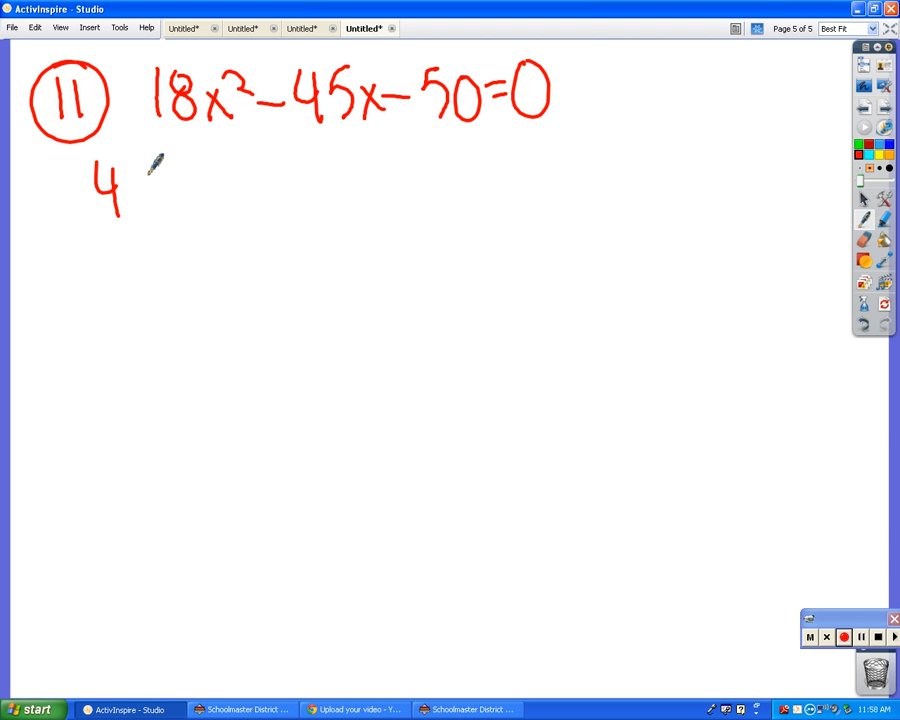 ActivInspire - Studio
File Edit View Insert Tools Help Untitled* Untitled* Untitled* Untitled* Page 5 of 5 Best Fit
11 18x² - 45x - 50 = 0
4
M
start ActivInspire - Studio Schoolmaster District ... Upload your video - Y... Schoolmaster District ... 11:58 AM